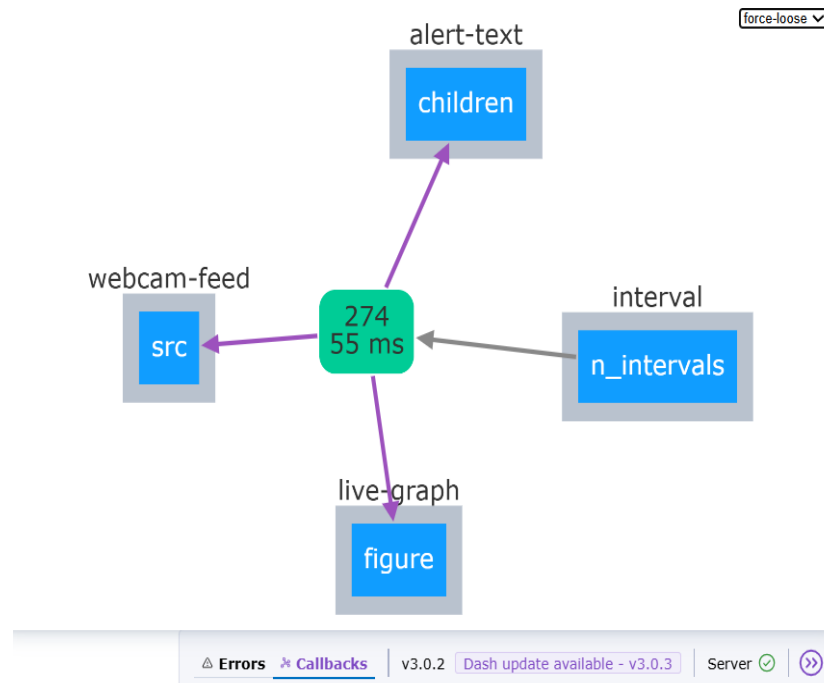 force-loose
alert-text
children
webcam-feed
src
274
55 ms
interval
n_intervals
live-graph
figure
Errors Callbacks v3.0.2 Dash update available - v3.0.3 Server